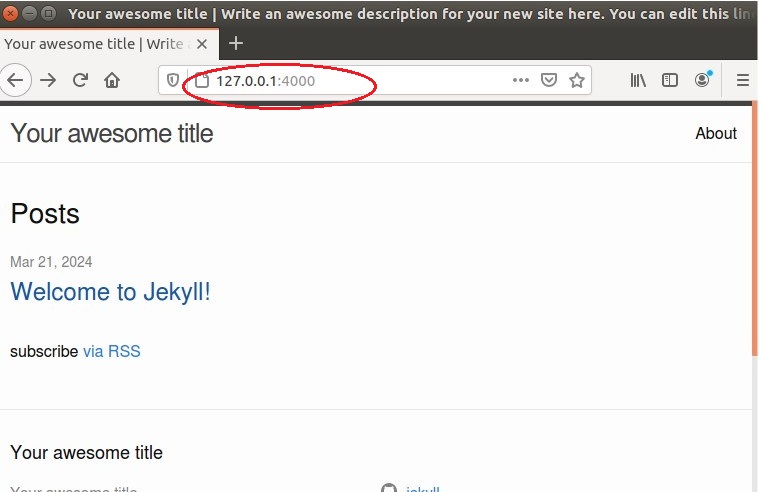 Your awesome title | Write an awesome description for your new site here. You can edit this lin
Your awesome title | Write
127.0.0.1:4000
Your awesome title
About
Posts
Mar 21, 2024
Welcome to Jekyll!
subscribe via RSS
Your awesome title
Your awesome title
jekyll